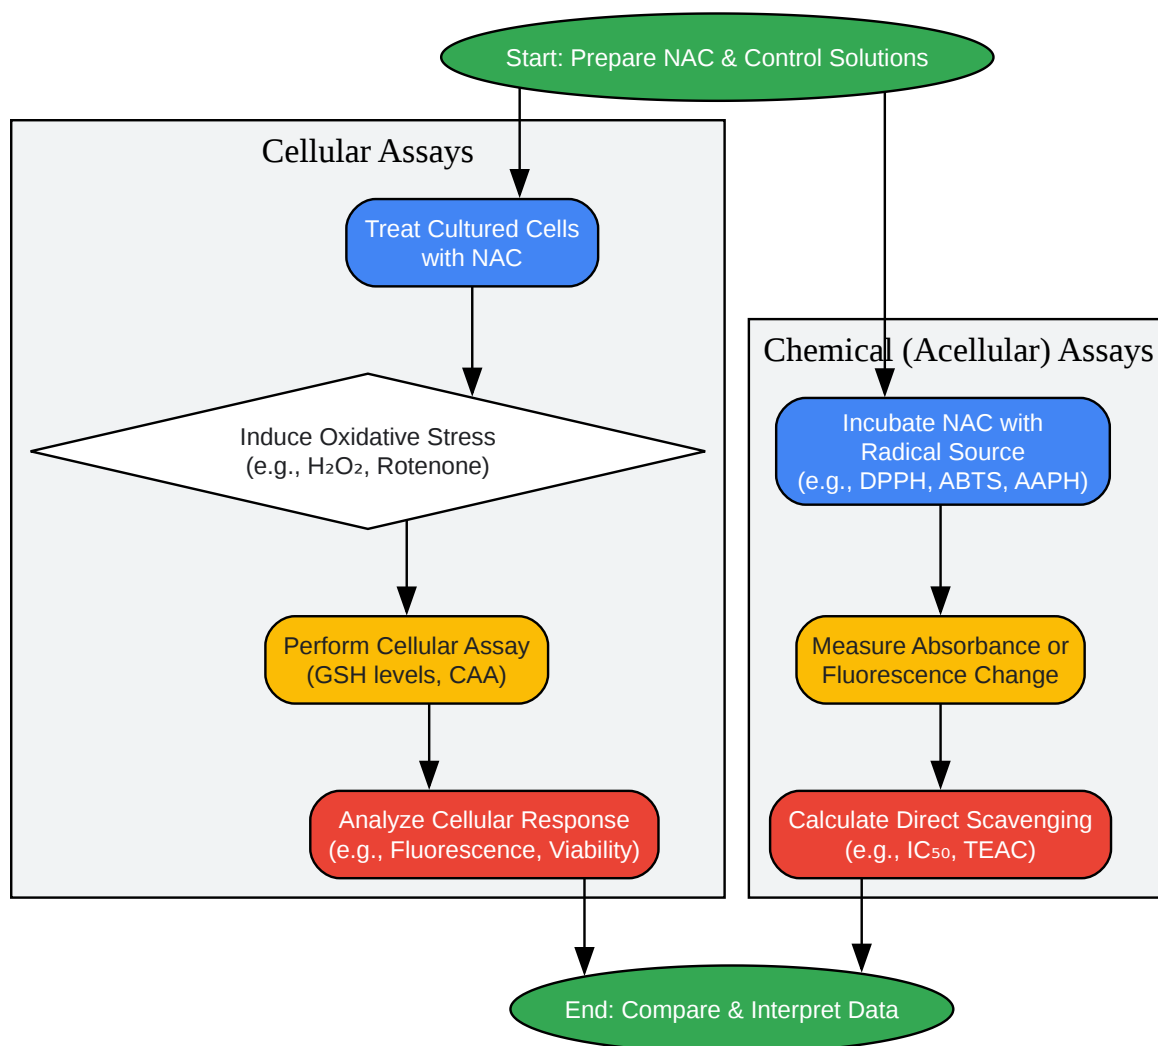 Start: Prepare NAC & Control Solutions
Cellular Assays
Treat Cultured Cells
with NAC
Induce Oxidative Stress
(e.g., H₂O₂, Rotenone)
Perform Cellular Assay
(GSH levels, CAA)
Analyze Cellular Response
(e.g., Fluorescence, Viability)
Chemical (Acellular) Assays
Incubate NAC with
Radical Source
(e.g., DPPH, ABTS, AAPH)
Measure Absorbance or
Fluorescence Change
Calculate Direct Scavenging
(e.g., IC₅₀, TEAC)
End: Compare & Interpret Data